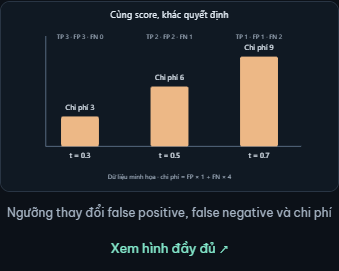 Cùng score, khác quyết định
TP 3 · FP 3 · FN 0
TP 2 · FP 2 · FN 1
TP 1 · FP 1 · FN 2
Chi phí 3
Chi phí 6
Chi phí 9
t = 0.3
t = 0.5
t = 0.7
Dữ liệu minh họa · chi phí = FP × 1 + FN × 4
Ngưỡng thay đổi false positive, false negative và chi phí
Xem hình đầy đủ ↗